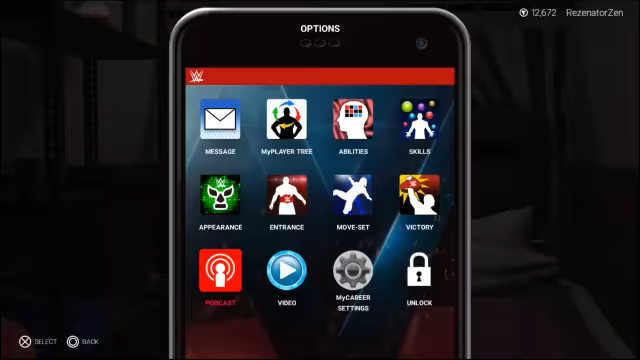 OPTIONS
12,672 RezenatorZen
W
MESSAGE
MyPLAYER TREE
ABILITIES
SKILLS
APPEARANCE
ENTRANCE
MOVE-SET
VICTORY
PODCAST
VIDEO
MyCAREER
SETTINGS
UNLOCK
SELECT
BACK